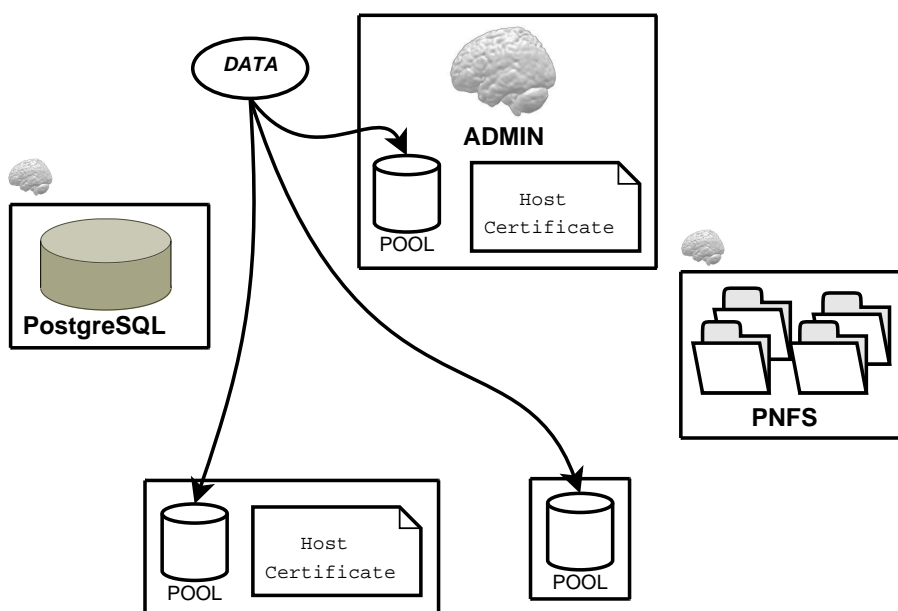 DATA
ADMIN
Host
Certificate
POOL
PostgreSQL
PNFS
Host
Certificate
POOL
POOL